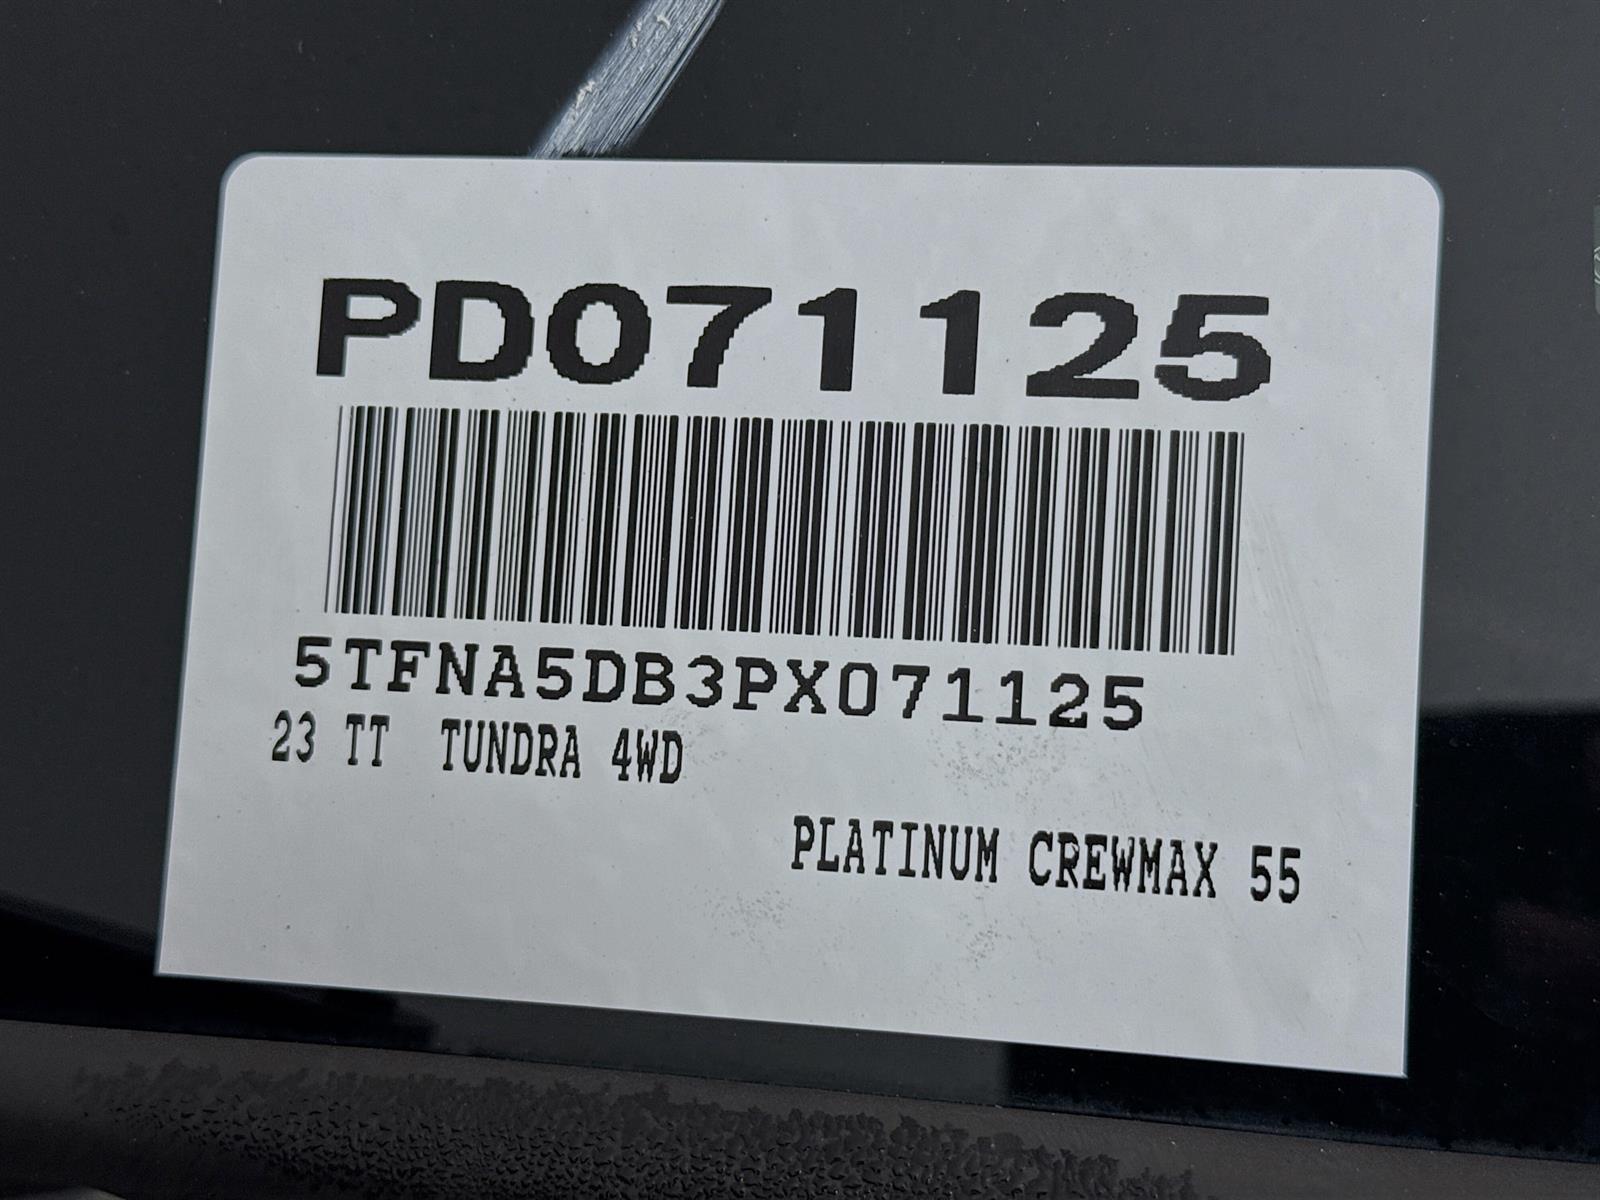 PD071125
5TFNA5DB3PX071125
23 TT TUNDRA 4WD
PLATINUM CREWMAX 55